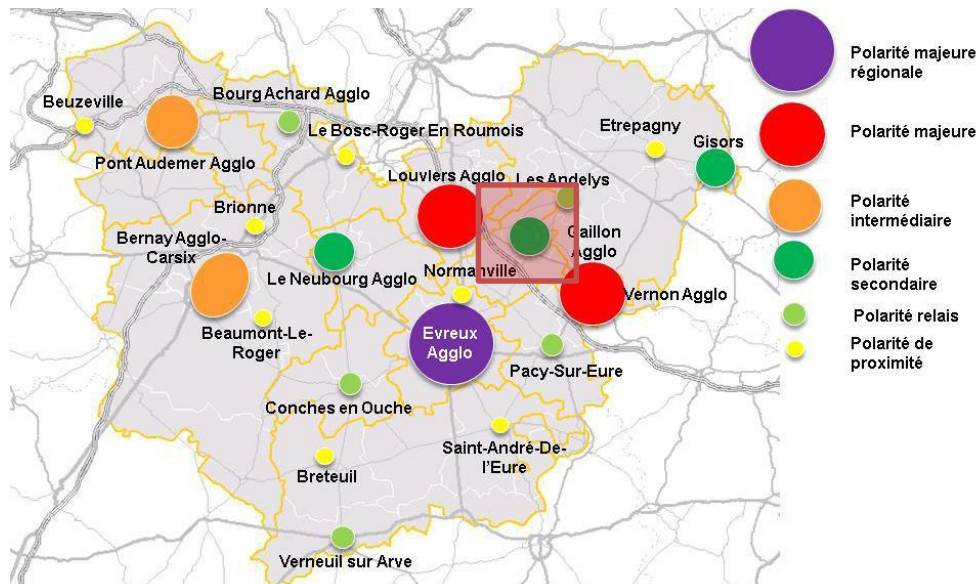 Beuzeville
Bourg Achard Agglo
Le Bosc-Roger En Roumois
Pont Audemer Agglo
Etrepagny
Gisors
Louviers Agglo
Les Andelys
Brionne
Bernay Agglo-
Carsix
Gaillon
Agglo
Le Neubourg Agglo
Normanville
Vernon Agglo
Beaumont-Le-
Roger
Evreux
Agglo
Pacy-Sur-Eure
Conches en Ouche
Saint-André-De-
l'Eure
Breteuil
Verneuil sur Arve
Polarité majeure
régionale
Polarité majeure
Polarité
intermédiaire
Polarité
secondaire
Polarité relais
Polarité de
proximité